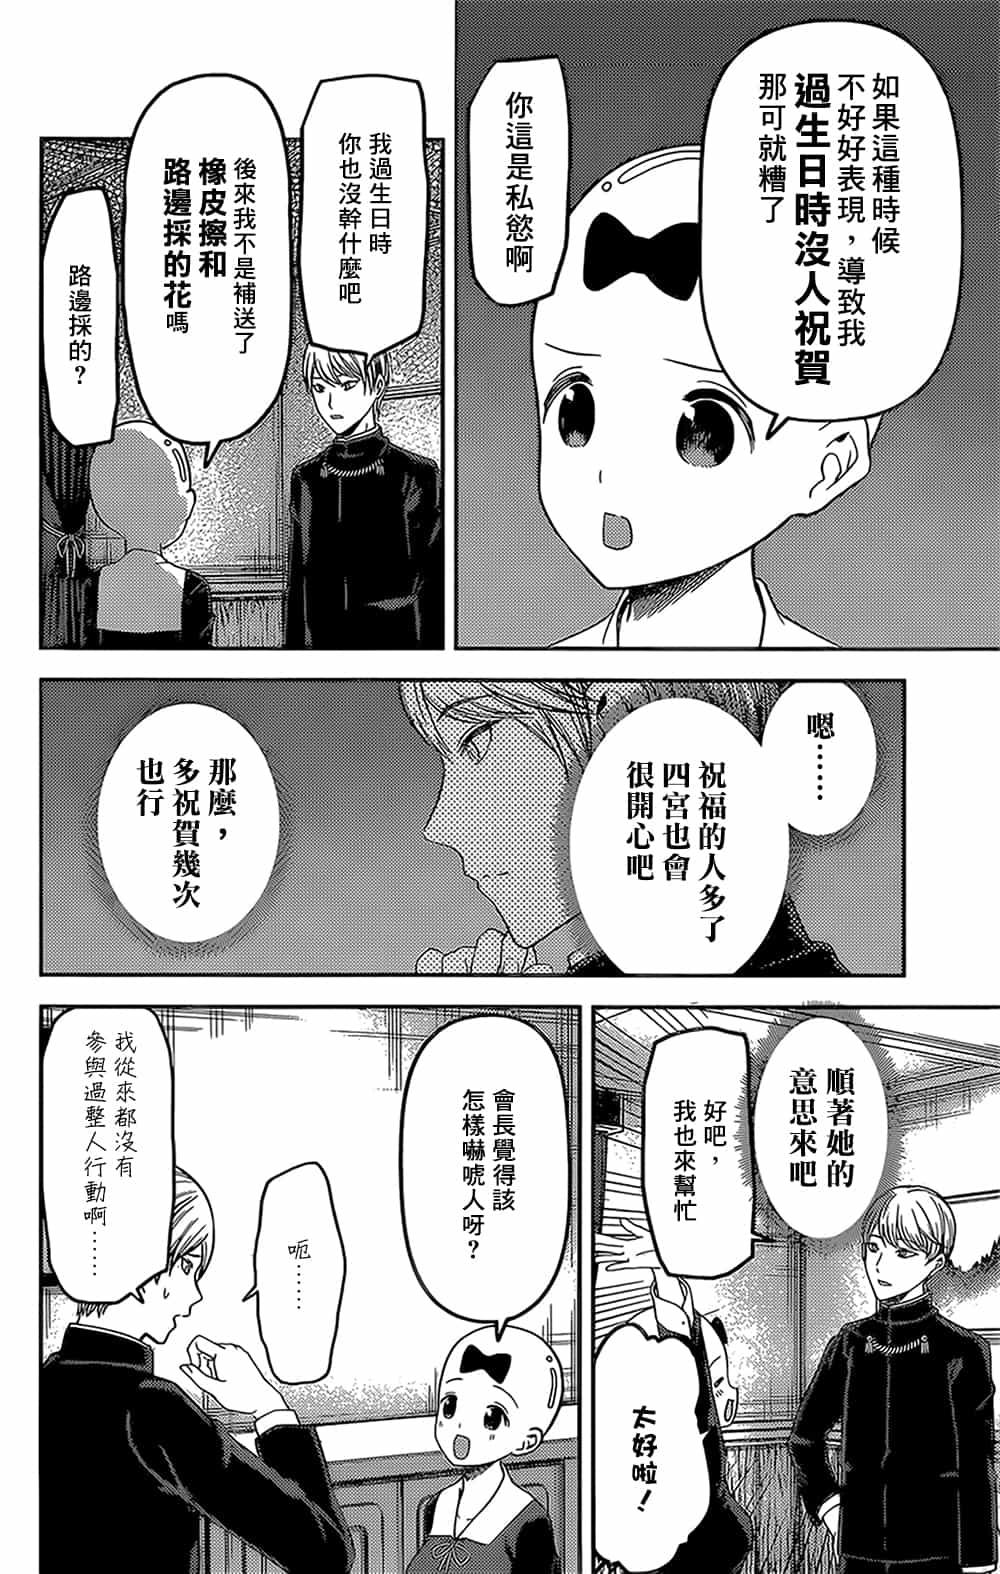 如果這種時候
不好好表現，導致我
過生日時沒人祝賀
那可就糟了
你這是私慾啊
我過生日時
你也沒幹什麼吧
後來我不是補送了
橡皮擦和
路邊採的花嗎
路邊採的？
嗯……
祝福的人多了
四宮也會
很開心吧
那麼，
多祝賀幾次
也行
順著她的
意思來吧
好吧，
我也來幫忙
太好啦！
會長覺得該
怎樣嚇唬人呀？
呃……
我從來都沒有
參與過整人行動啊……